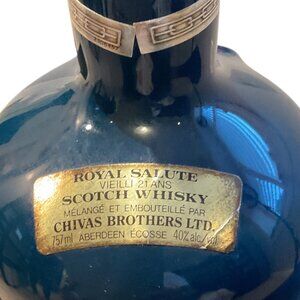 ROYAL SALUTE
VIEILLI 21 ANS
SCOTCH WHISKY
MÉLANGÉ ET EMBOUTEILLÉ PAR
CHIVAS BROTHERS LTD.
757ml ABERDEEN ÉCOSSE 40% alc./vol.